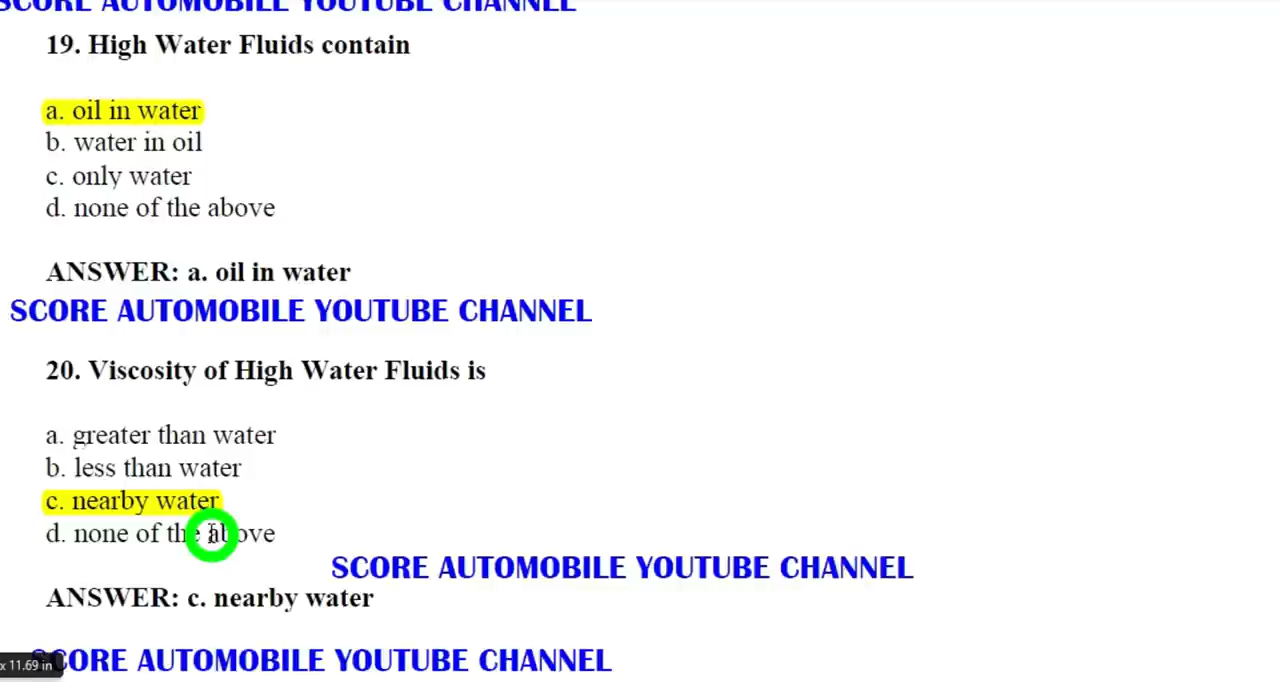 SCORE AUTOMOBILE YOUTUBE CHANNEL
19. High Water Fluids contain
a. oil in water
b. water in oil
c. only water
d. none of the above
ANSWER: a. oil in water
SCORE AUTOMOBILE YOUTUBE CHANNEL
20. Viscosity of High Water Fluids is
a. greater than water
b. less than water
c. nearby water
d. none of the above
SCORE AUTOMOBILE YOUTUBE CHANNEL
ANSWER: c. nearby water
SCORE AUTOMOBILE YOUTUBE CHANNEL
x 11.69 in